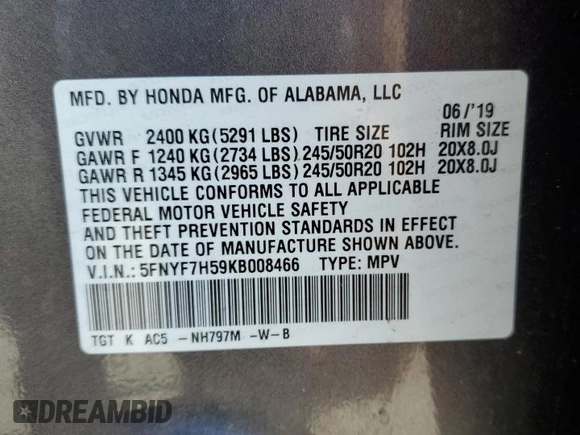 MFD. BY HONDA MFG. OF ALABAMA, LLC
06/'19
GVWR 2400 KG(5291 LBS) TIRE SIZE RIM SIZE
GAWR F 1240 KG(2734 LBS)245/50R20 102H 20X8.0J
GAWR R 1345 KG(2965 LBS)245/50R20 102H 20X8.0J
THIS VEHICLE CONFORMS TO ALL APPLICABLE
FEDERAL MOTOR VEHICLE SAFETY
AND THEFT PREVENTION STANDARDS IN EFFECT
ON THE DATE OF MANUFACTURE SHOWN ABOVE.
V.I.N.: 5FNYF7H59KB008466 TYPE: MPV
TGT K AC5 -NH797M -W-B
DREAMBID